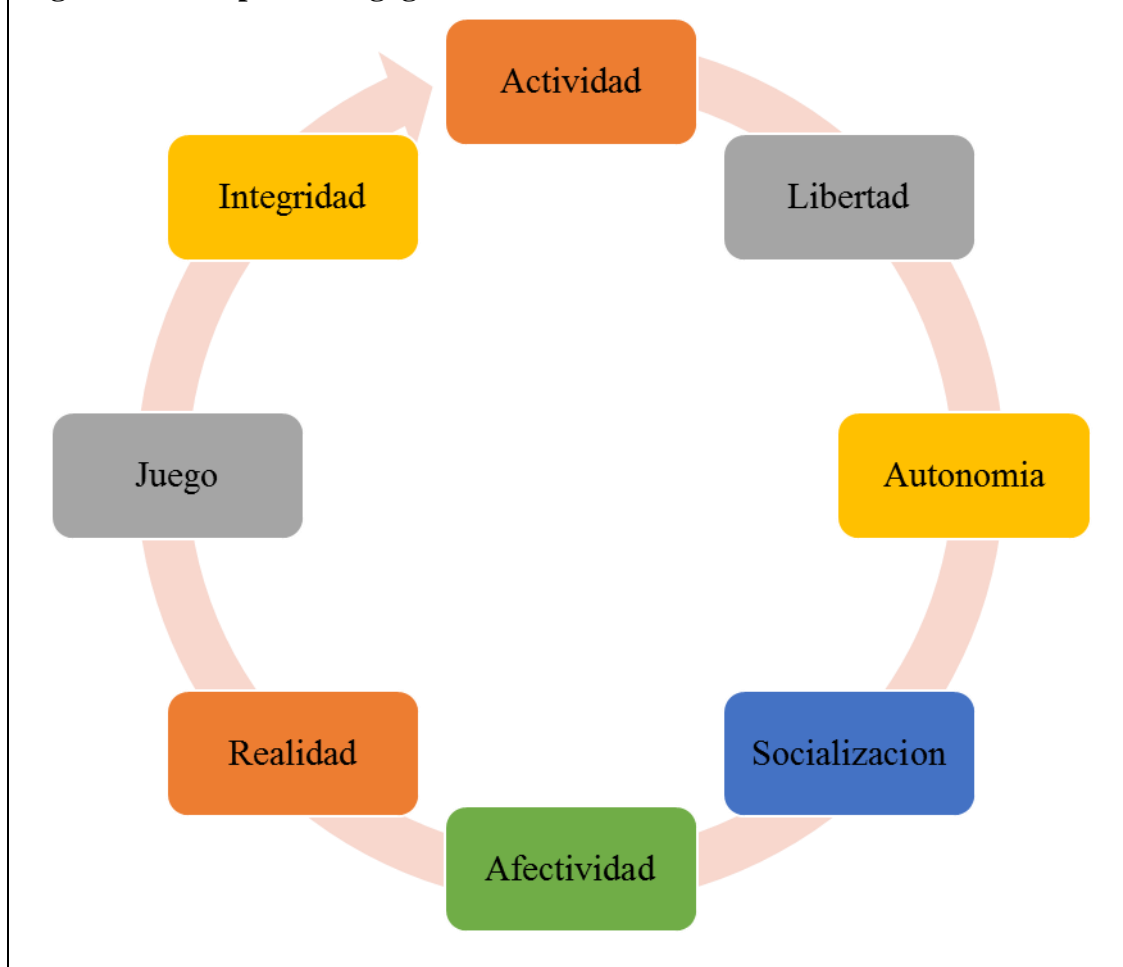 Actividad
Libertad
Autonomia
Socializacion
Afectividad
Realidad
Juego
Integridad